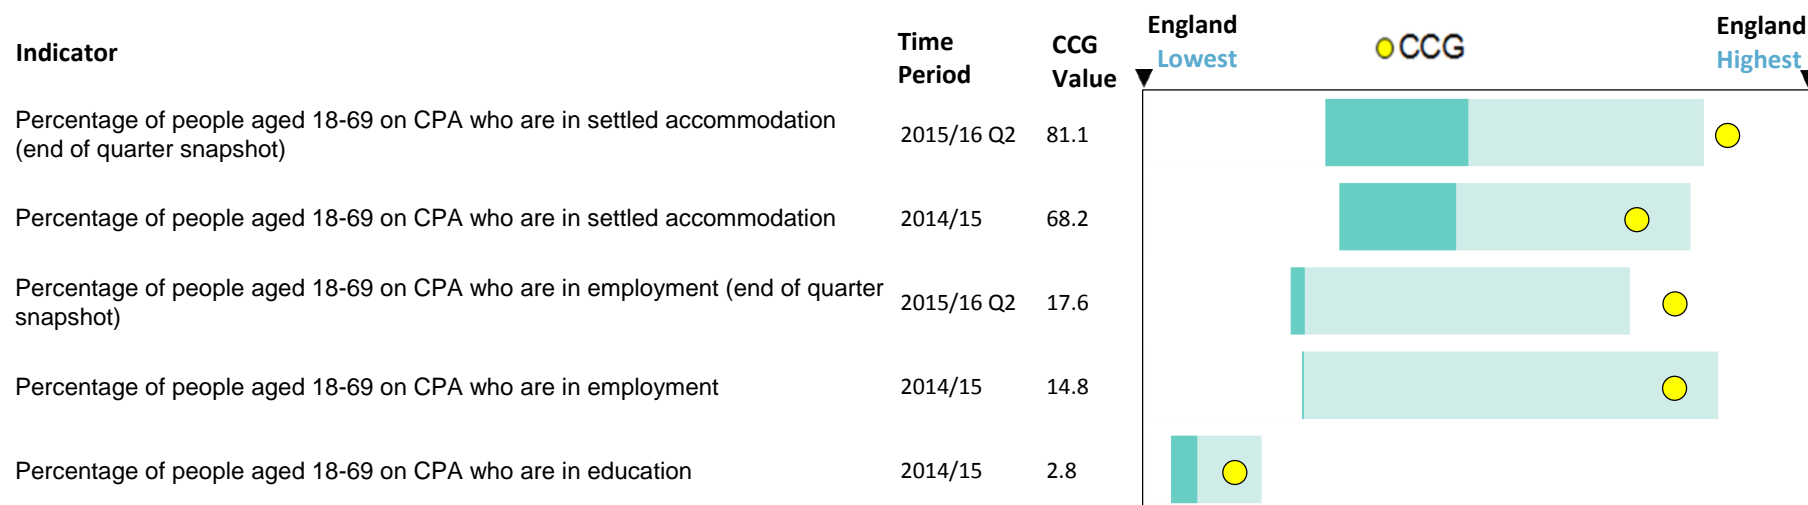 Indicator
Time
Period
CCG
Value
England
Lowest
CCG
England
Highest
Percentage of people aged 18-69 on CPA who are in settled accommodation
(end of quarter snapshot)
2015/16 Q2
81.1
Percentage of people aged 18-69 on CPA who are in settled accommodation
2014/15
68.2
Percentage of people aged 18-69 on CPA who are in employment (end of quarter
snapshot)
2015/16 Q2
17.6
Percentage of people aged 18-69 on CPA who are in employment
2014/15
14.8
Percentage of people aged 18-69 on CPA who are in education
2014/15
2.8